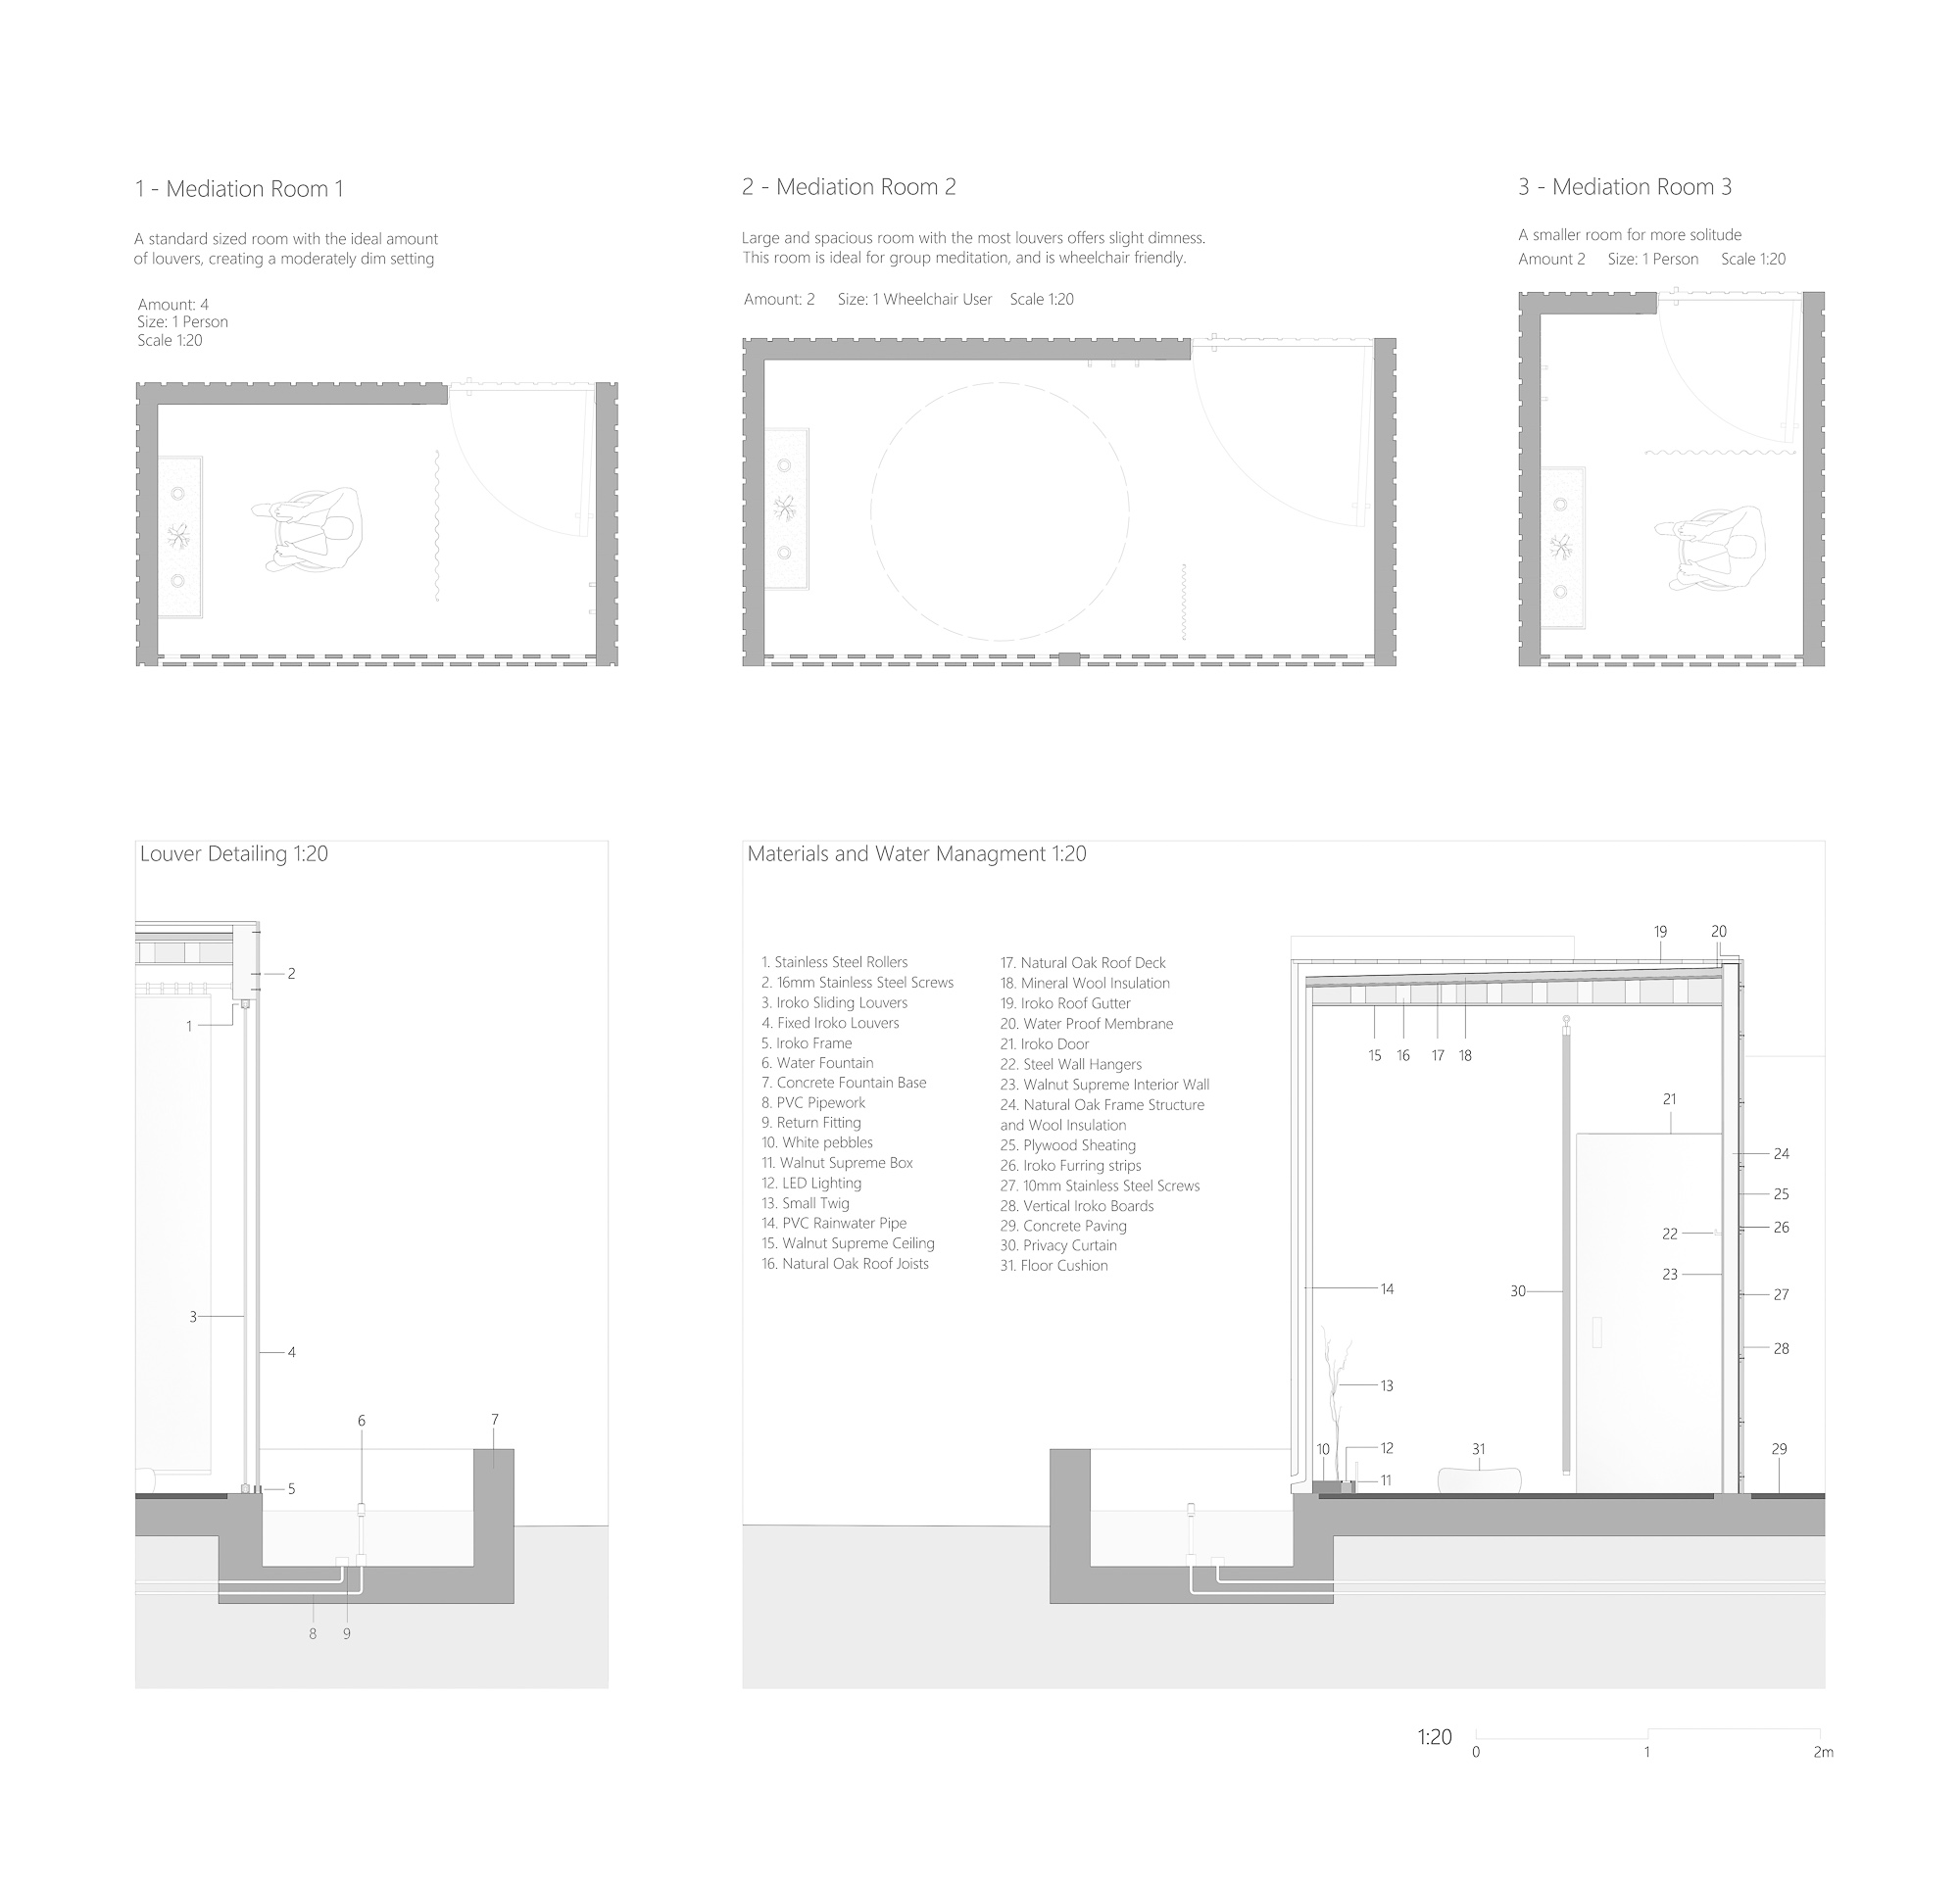 1 - Mediation Room 1
A standard sized room with the ideal amount
of louvers, creating a moderately dim setting
Amount: 4
Size: 1 Person
Scale 1:20
2 - Mediation Room 2
Large and spacious room with the most louvers offers slight dimness.
This room is ideal for group meditation, and is wheelchair friendly.
Amount: 2 Size: 1 Wheelchair User Scale 1:20
3 - Mediation Room 3
A smaller room for more solitude
Amount 2 Size: 1 Person Scale 1:20
Louver Detailing 1:20
2
1
3
4
6
7
5
8
9
Materials and Water Managment 1:20
1. Stainless Steel Rollers
2. 16mm Stainless Steel Screws
3. Iroko Sliding Louvers
4. Fixed Iroko Louvers
5. Iroko Frame
6. Water Fountain
7. Concrete Fountain Base
8. PVC Pipework
9. Return Fitting
10. White pebbles
11. Walnut Supreme Box
12. LED Lighting
13. Small Twig
14. PVC Rainwater Pipe
15. Walnut Supreme Ceiling
16. Natural Oak Roof Joists
17. Natural Oak Roof Deck
18. Mineral Wool Insulation
19. Iroko Roof Gutter
20. Water Proof Membrane
21. Iroko Door
22. Steel Wall Hangers
23. Walnut Supreme Interior Wall
24. Natural Oak Frame Structure
and Wool Insulation
25. Plywood Sheating
26. Iroko Furring strips
27. 10mm Stainless Steel Screws
28. Vertical Iroko Boards
29. Concrete Paving
30. Privacy Curtain
31. Floor Cushion
19 20
15 16 17 18
21
24
25
26
22
23
14
30
27
28
13
10
12
31
29
11
1:20
0 1 2m